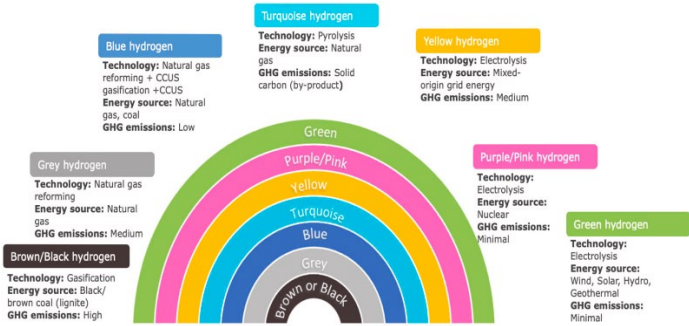 Turquoise hydrogen
Technology: Pyrolysis
Energy source: Natural
gas
GHG emissions: Solid
carbon (by-product)
Blue hydrogen
Technology: Natural gas
reforming + CCUS
gasification +CCUS
Energy source: Natural
gas, coal
GHG emissions: Low
Yellow hydrogen
Technology: Electrolysis
Energy source: Mixed-
origin grid energy
GHG emissions: Medium
Grey hydrogen
Technology: Natural gas
reforming
Energy source: Natural
gas
GHG emissions: Medium
Purple/Pink hydrogen
Technology:
Electrolysis
Energy source:
Nuclear
GHG emissions:
Minimal
Brown/Black hydrogen
Technology: Gasification
Energy source: Black/
brown coal (lignite)
GHG emissions: High
Green hydrogen
Technology:
Electrolysis
Energy source:
Wind, Solar, Hydro,
Geothermal
GHG emissions:
Minimal
Green
Purple/Pink
Yellow
Turquoise
Blue
Grey
Brown or Black